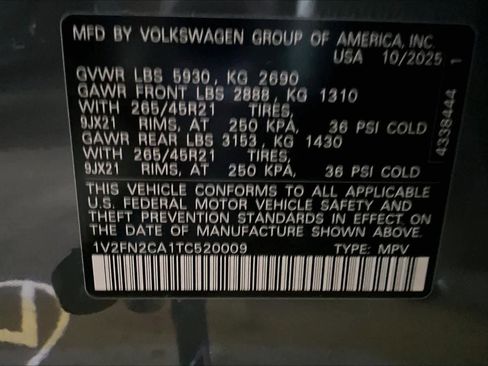 MFD BY VOLKSWAGEN GROUP OF AMERICA, INC.
USA 10/2025
GVWR LBS 5930, KG 2690
GAWR FRONT LBS 2888, KG 1310
WITH 265/45R21 TIRES,
9JX21 RIMS, AT 250 KPA, 36 PSI COLD
GAWR REAR LBS 3153, KG 1430
WITH 265/45R21 TIRES,
9JX21 RIMS, AT 250 KPA, 36 PSI COLD
THIS VEHICLE CONFORMS TO ALL APPLICABLE
U.S. FEDERAL MOTOR VEHICLE SAFETY AND
THEFT PREVENTION STANDARDS IN EFFECT ON
THE DATE OF MANUFACTURE SHOWN ABOVE.
1V2FN2CA1TC520009 TYPE: MPV
4338444 1